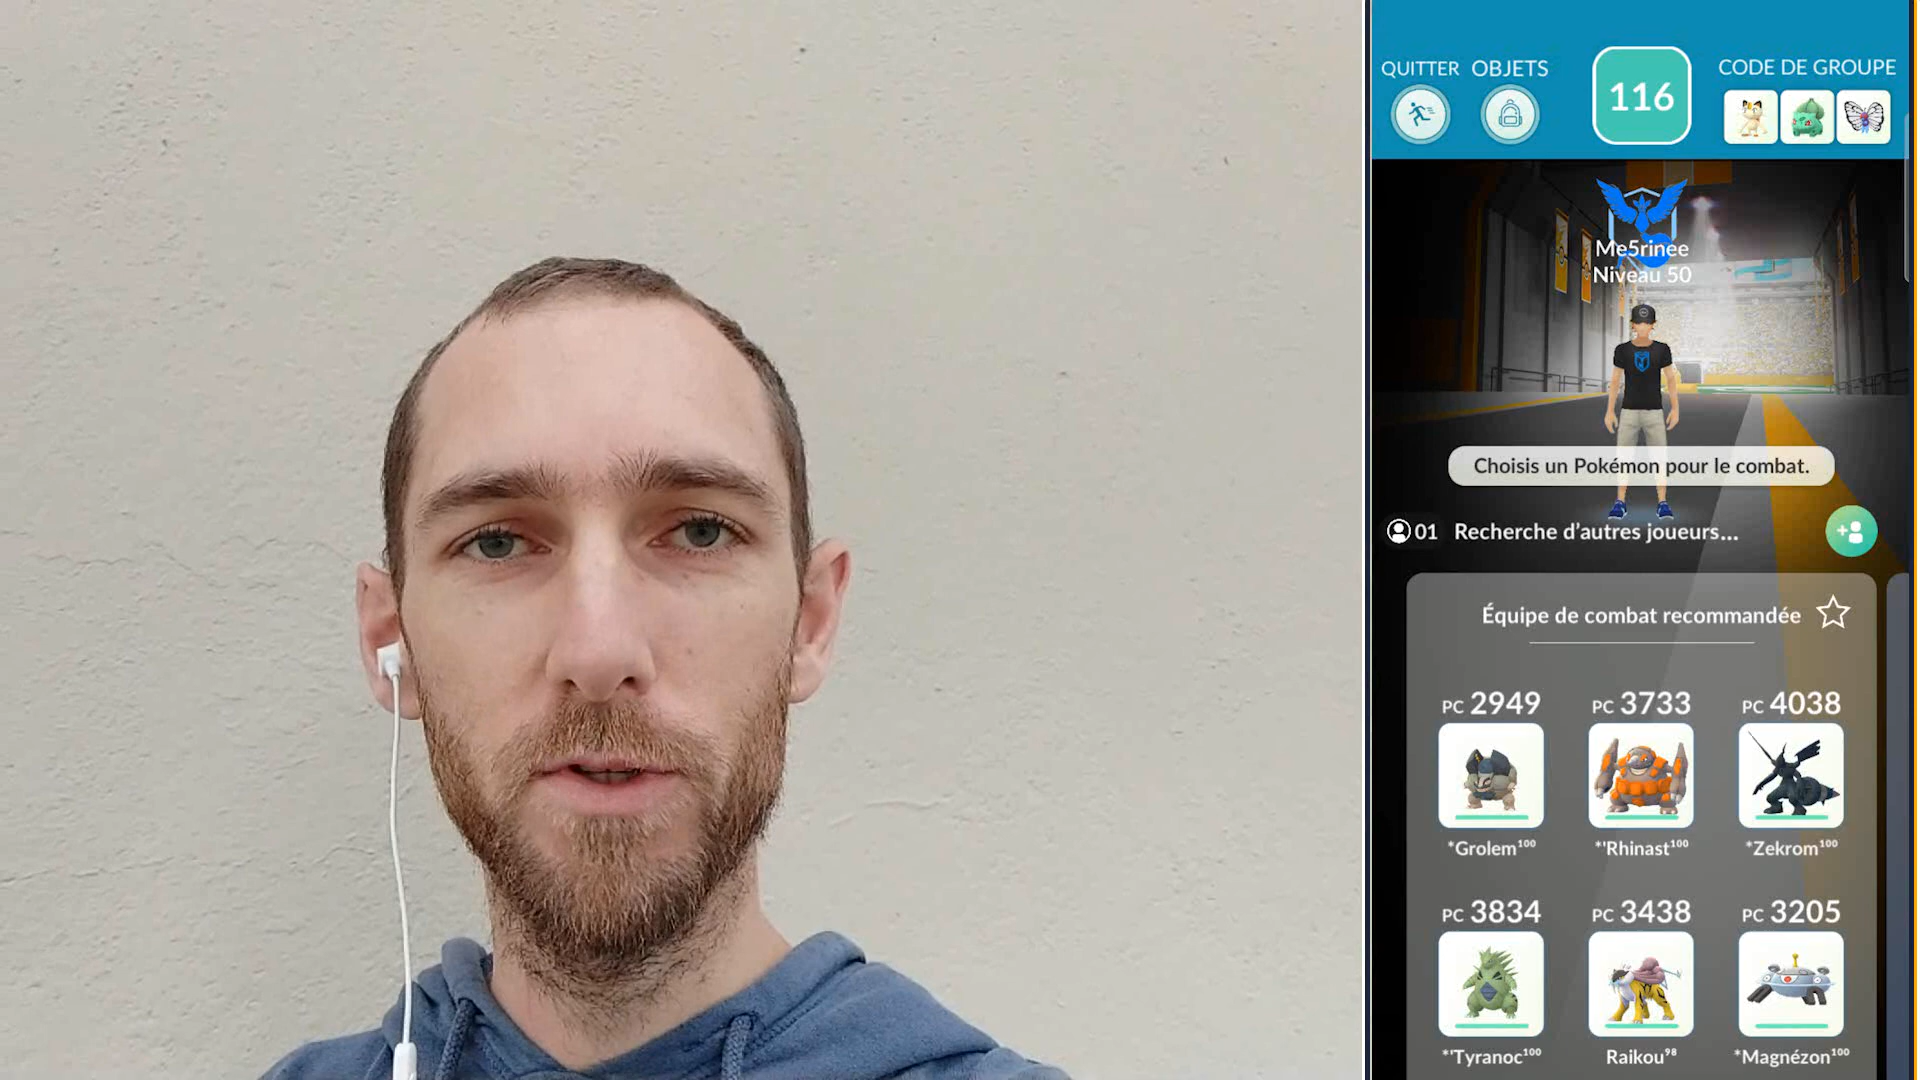 QUITTER OBJETS
116
CODE DE GROUPE
Me5rinee
Niveau 50
Choisis un Pokémon pour le combat.
01 Recherche d'autres joueurs...
Équipe de combat recommandée
PC 2949 PC 3733 PC 4038
*Grolem¹⁰⁰ *'Rhinast¹⁰⁰ *Zekrom¹⁰⁰
PC 3834 PC 3438 PC 3205
*'Tyranoc¹⁰⁰ Raikou⁹⁸ *Magnézon¹⁰⁰